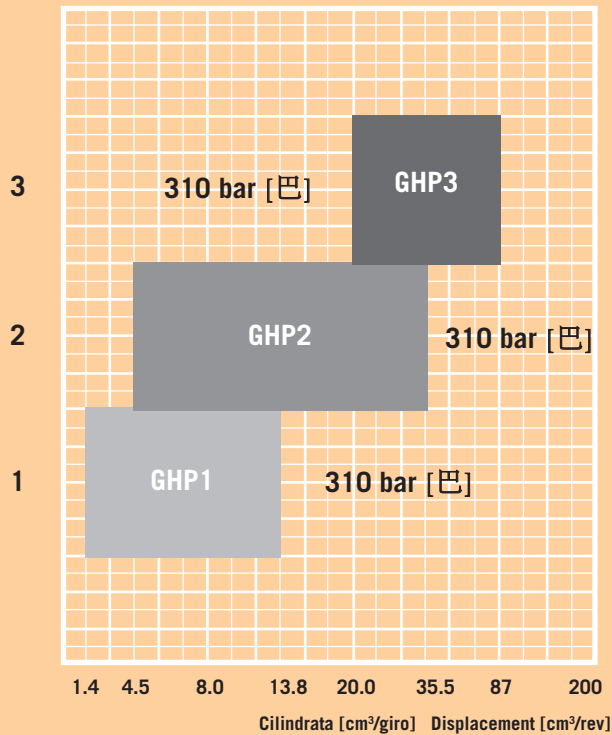 3
310 bar [巴]
GHP3
2
GHP2
310 bar [巴]
1
GHP1
310 bar [巴]
1.4 4.5 8.0 13.8 20.0 35.5 87 200
Cilindrata [cm³/giro] Displacement [cm³/rev]